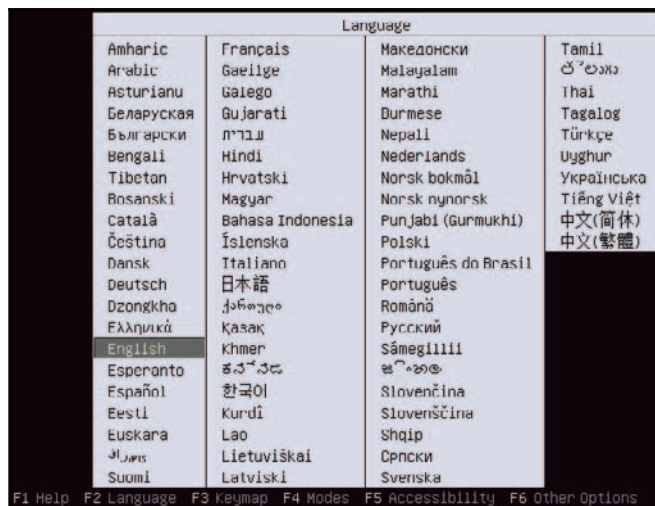 Language
Amharic
Arabic
Asturianu
Беларуская
Български
Bengali
Tibetan
Bosanski
Català
Čeština
Dansk
Deutsch
Dzongkha
Ελληνικά
English
Esperanto
Español
Eesti
Euskara
Suomi
Français
Gaeilge
Galego
Gujarati
עברית
Hindi
Hrvatski
Magyar
Bahasa Indonesia
Íslenska
Italiano
日本語
ქართული
Қазақ
Khmer
ಕನ್ನಡ
한국어
Kurdî
Lao
Lietuviškai
Latviski
Македонски
Malayalam
Marathi
Burmese
Nepali
Nederlands
Norsk bokmål
Norsk nynorsk
Punjabi (Gurmukhi)
Polski
Português do Brasil
Português
Română
Русский
Sámegillii
සිංහල
Slovenčina
Slovenščina
Shqip
Српски
Svenska
Tamil
తెలుగు
Thai
Tagalog
Türkçe
Uyghur
Українська
Tiếng Việt
中文(简体)
中文(繁體)
F1 Help F2 Language F3 Keymap F4 Modes F5 Accessibility F6 Other Options